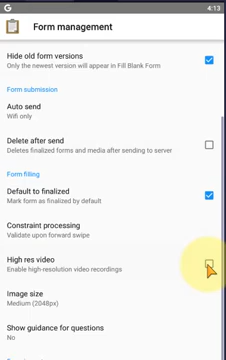 G
4:13
Form management
Hide old form versions
Only the newest version will appear in Fill Blank Form
Form submission
Auto send
Wifi only
Delete after send
Deletes finalized forms and media after sending to server
Form filling
Default to finalized
Mark form as finalized by default
Constraint processing
Validate upon forward swipe
High res video
Enable high-resolution video recordings
Image size
Medium (2048px)
Show guidance for questions
No